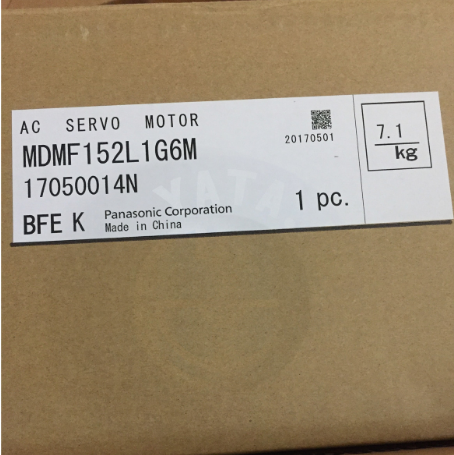 AC SERVO MOTOR
MDMF152L1G6M
20170501
17050014N
7.1
kg
BFE K
Panasonic Corporation
Made in China
1 pc.